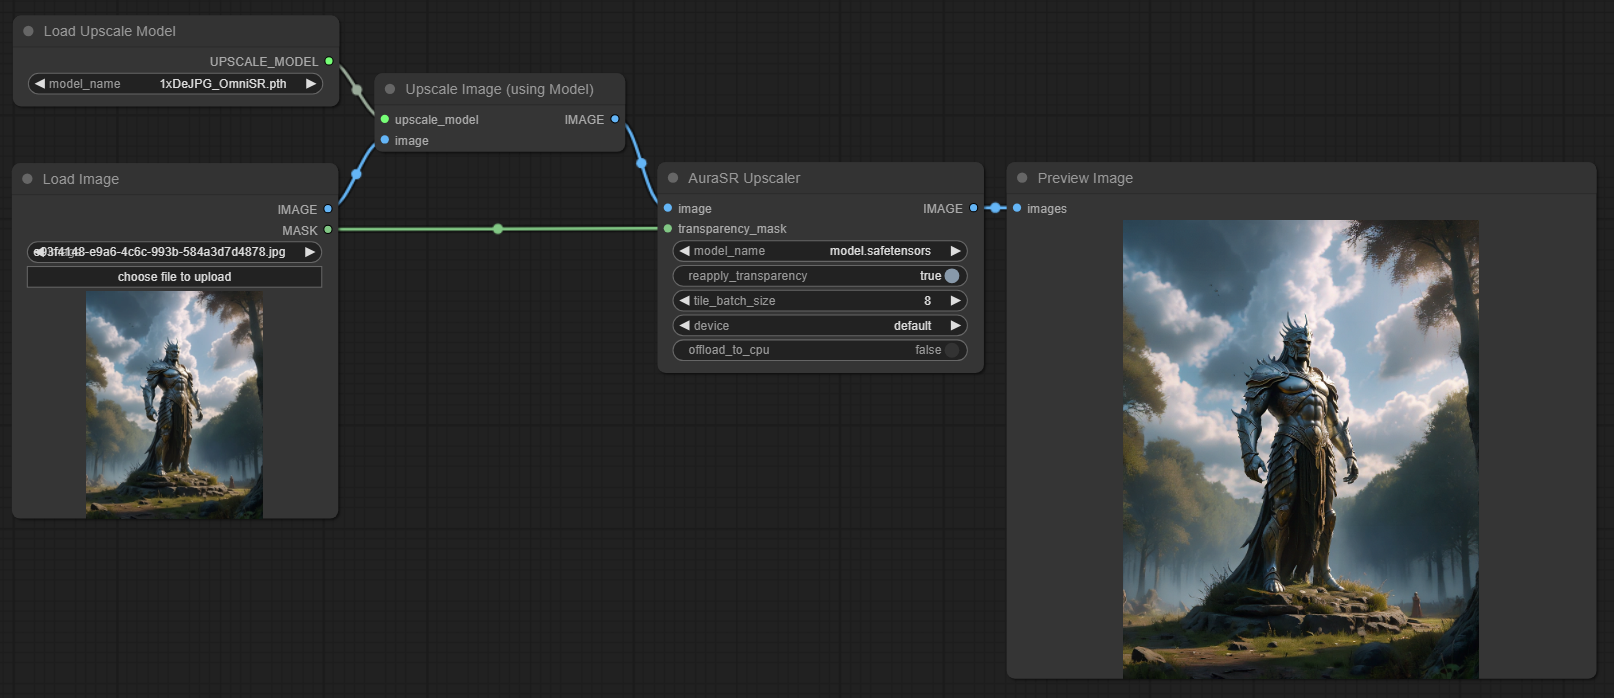 Load Upscale Model
UPSCALE_MODEL
model_name 1xDeJPG_OmniSR.pth
Upscale Image (using Model)
upscale_model IMAGE
image
Load Image
IMAGE
MASK
e93f4148-e9a6-4c6c-993b-584a3d7d4878.jpg
choose file to upload
AuraSR Upscaler
image IMAGE
transparency_mask
model_name model.safetensors
reapply_transparency true
tile_batch_size 8
device default
offload_to_cpu false
Preview Image
images